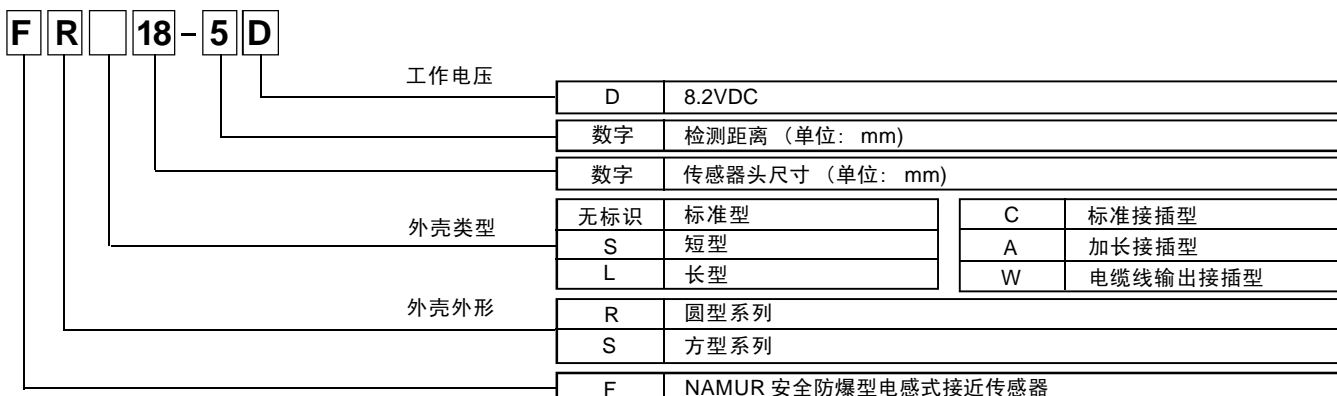 F R 18 - 5 D
工作电压
D 8.2VDC
数字 检测距离 (单位: mm)
数字 传感器头尺寸 (单位: mm)
外壳类型
无标识 标准型 C 标准接插型
S 短型 A 加长接插型
L 长型 W 电缆线输出接插型
外壳外形
R 圆型系列
S 方型系列
F NAMUR 安全防爆型电感式接近传感器